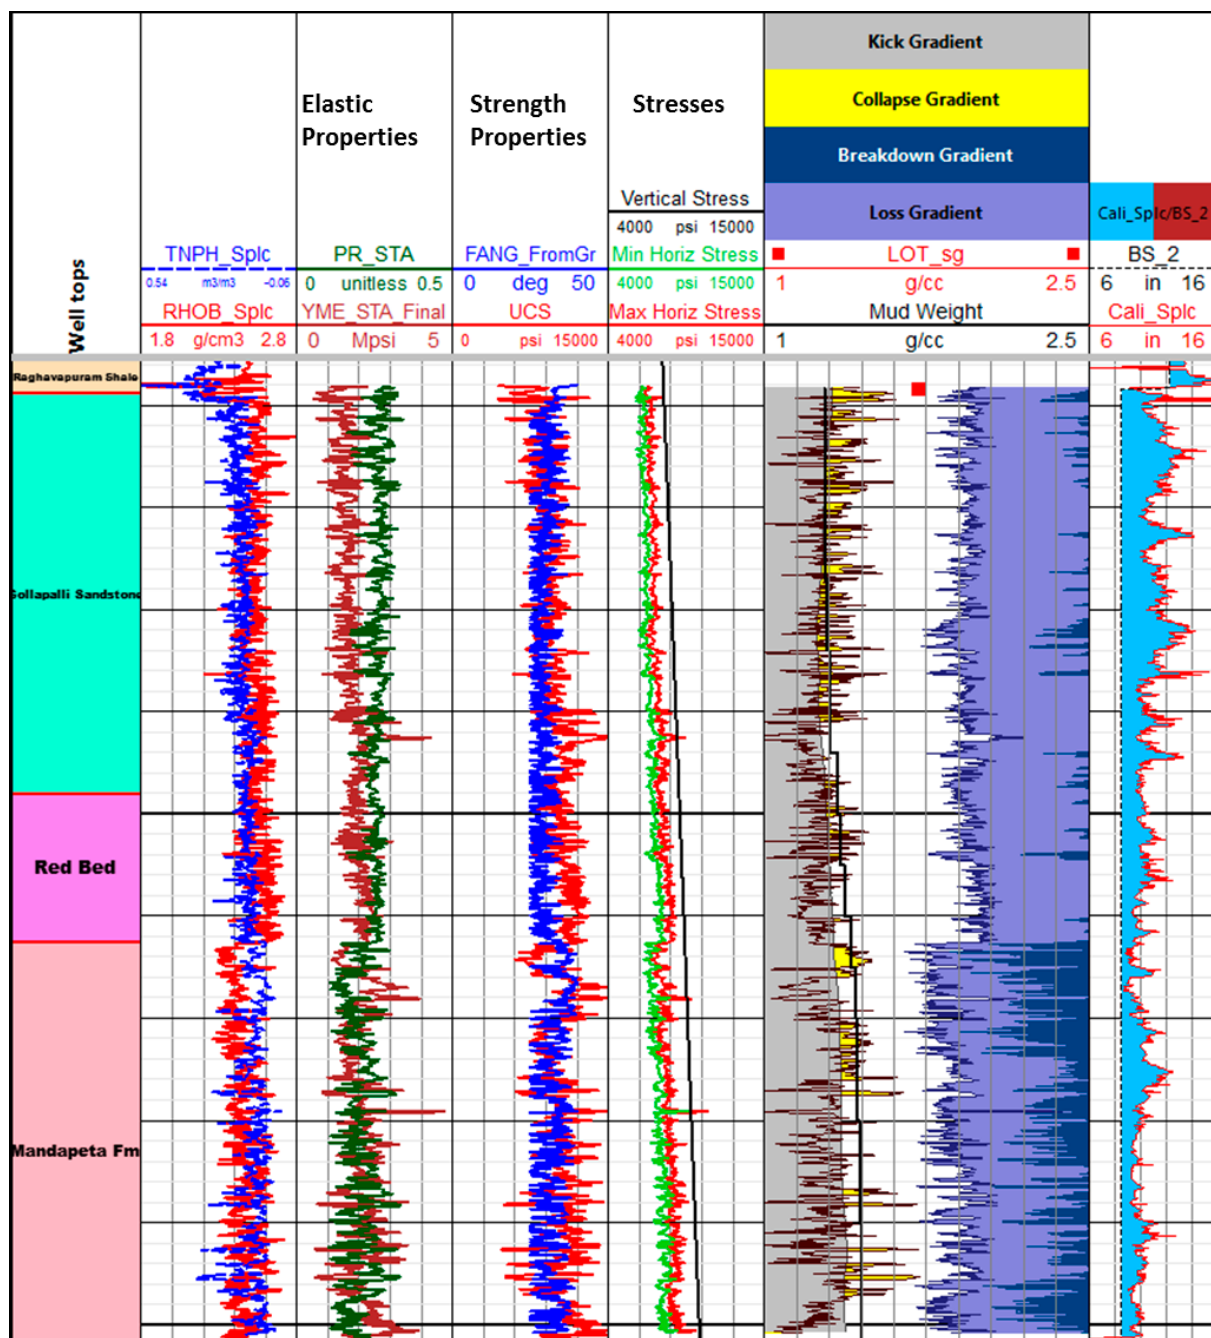 Well tops
TNPH_Splc
0.54 m3/m3 -0.06
RHOB_Splc
1.8 g/cm3 2.8
Elastic
Properties
PR_STA
0 unitless 0.5
YME_STA_Final
0 Mpsi 5
Strength
Properties
FANG_FromGr
0 deg 50
UCS
0 psi 15000
Stresses
Vertical Stress
4000 psi 15000
Min Horiz Stress
4000 psi 15000
Max Horiz Stress
4000 psi 15000
Kick Gradient
Collapse Gradient
Breakdown Gradient
Loss Gradient
LOT_sg
1 g/cc 2.5
Mud Weight
1 g/cc 2.5
Cali_Splc/BS_2
BS_2
6 in 16
Cali_Splc
6 in 16
Raghavapuram Shale
Gollapalli Sandstone
Red Bed
Mandapeta Fm